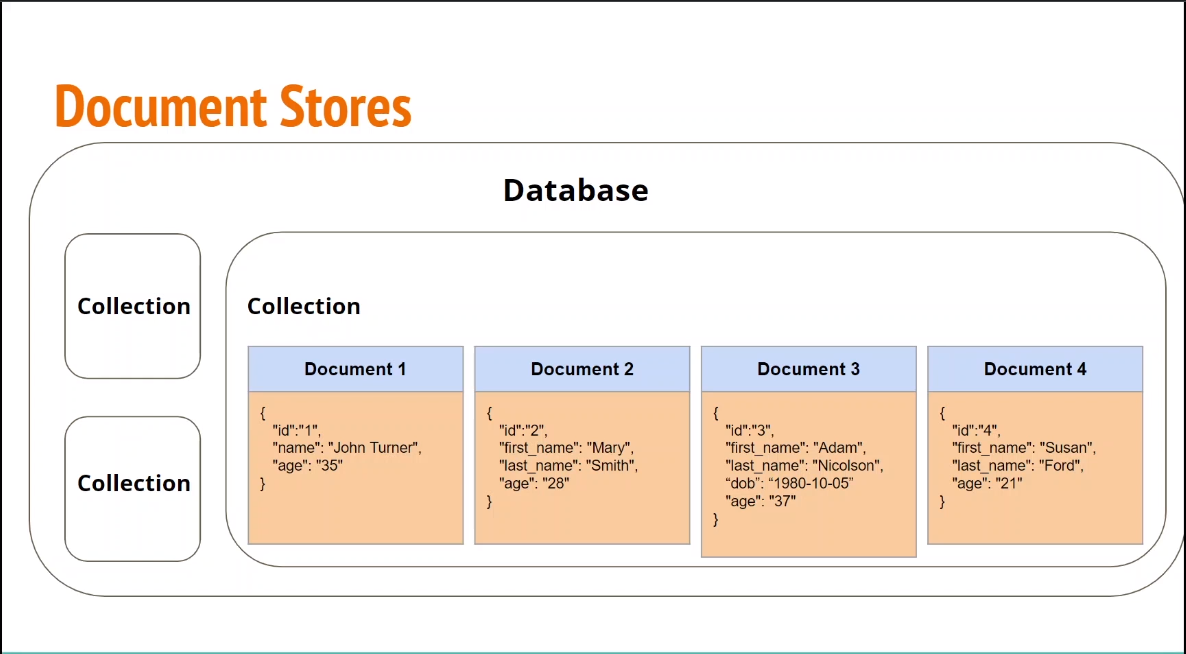 Document Stores
Database
Collection
Collection
Collection
Document 1
{
"id":"1",
"name": "John Turner",
"age": "35"
}
Document 2
{
"id":"2",
"first_name": "Mary",
"last_name": "Smith",
"age": "28"
}
Document 3
{
"id":"3",
"first_name": "Adam",
"last_name": "Nicolson",
“dob”: “1980-10-05”
"age": "37"
}
Document 4
{
"id":"4",
"first_name": "Susan",
"last_name": "Ford",
"age": "21"
}